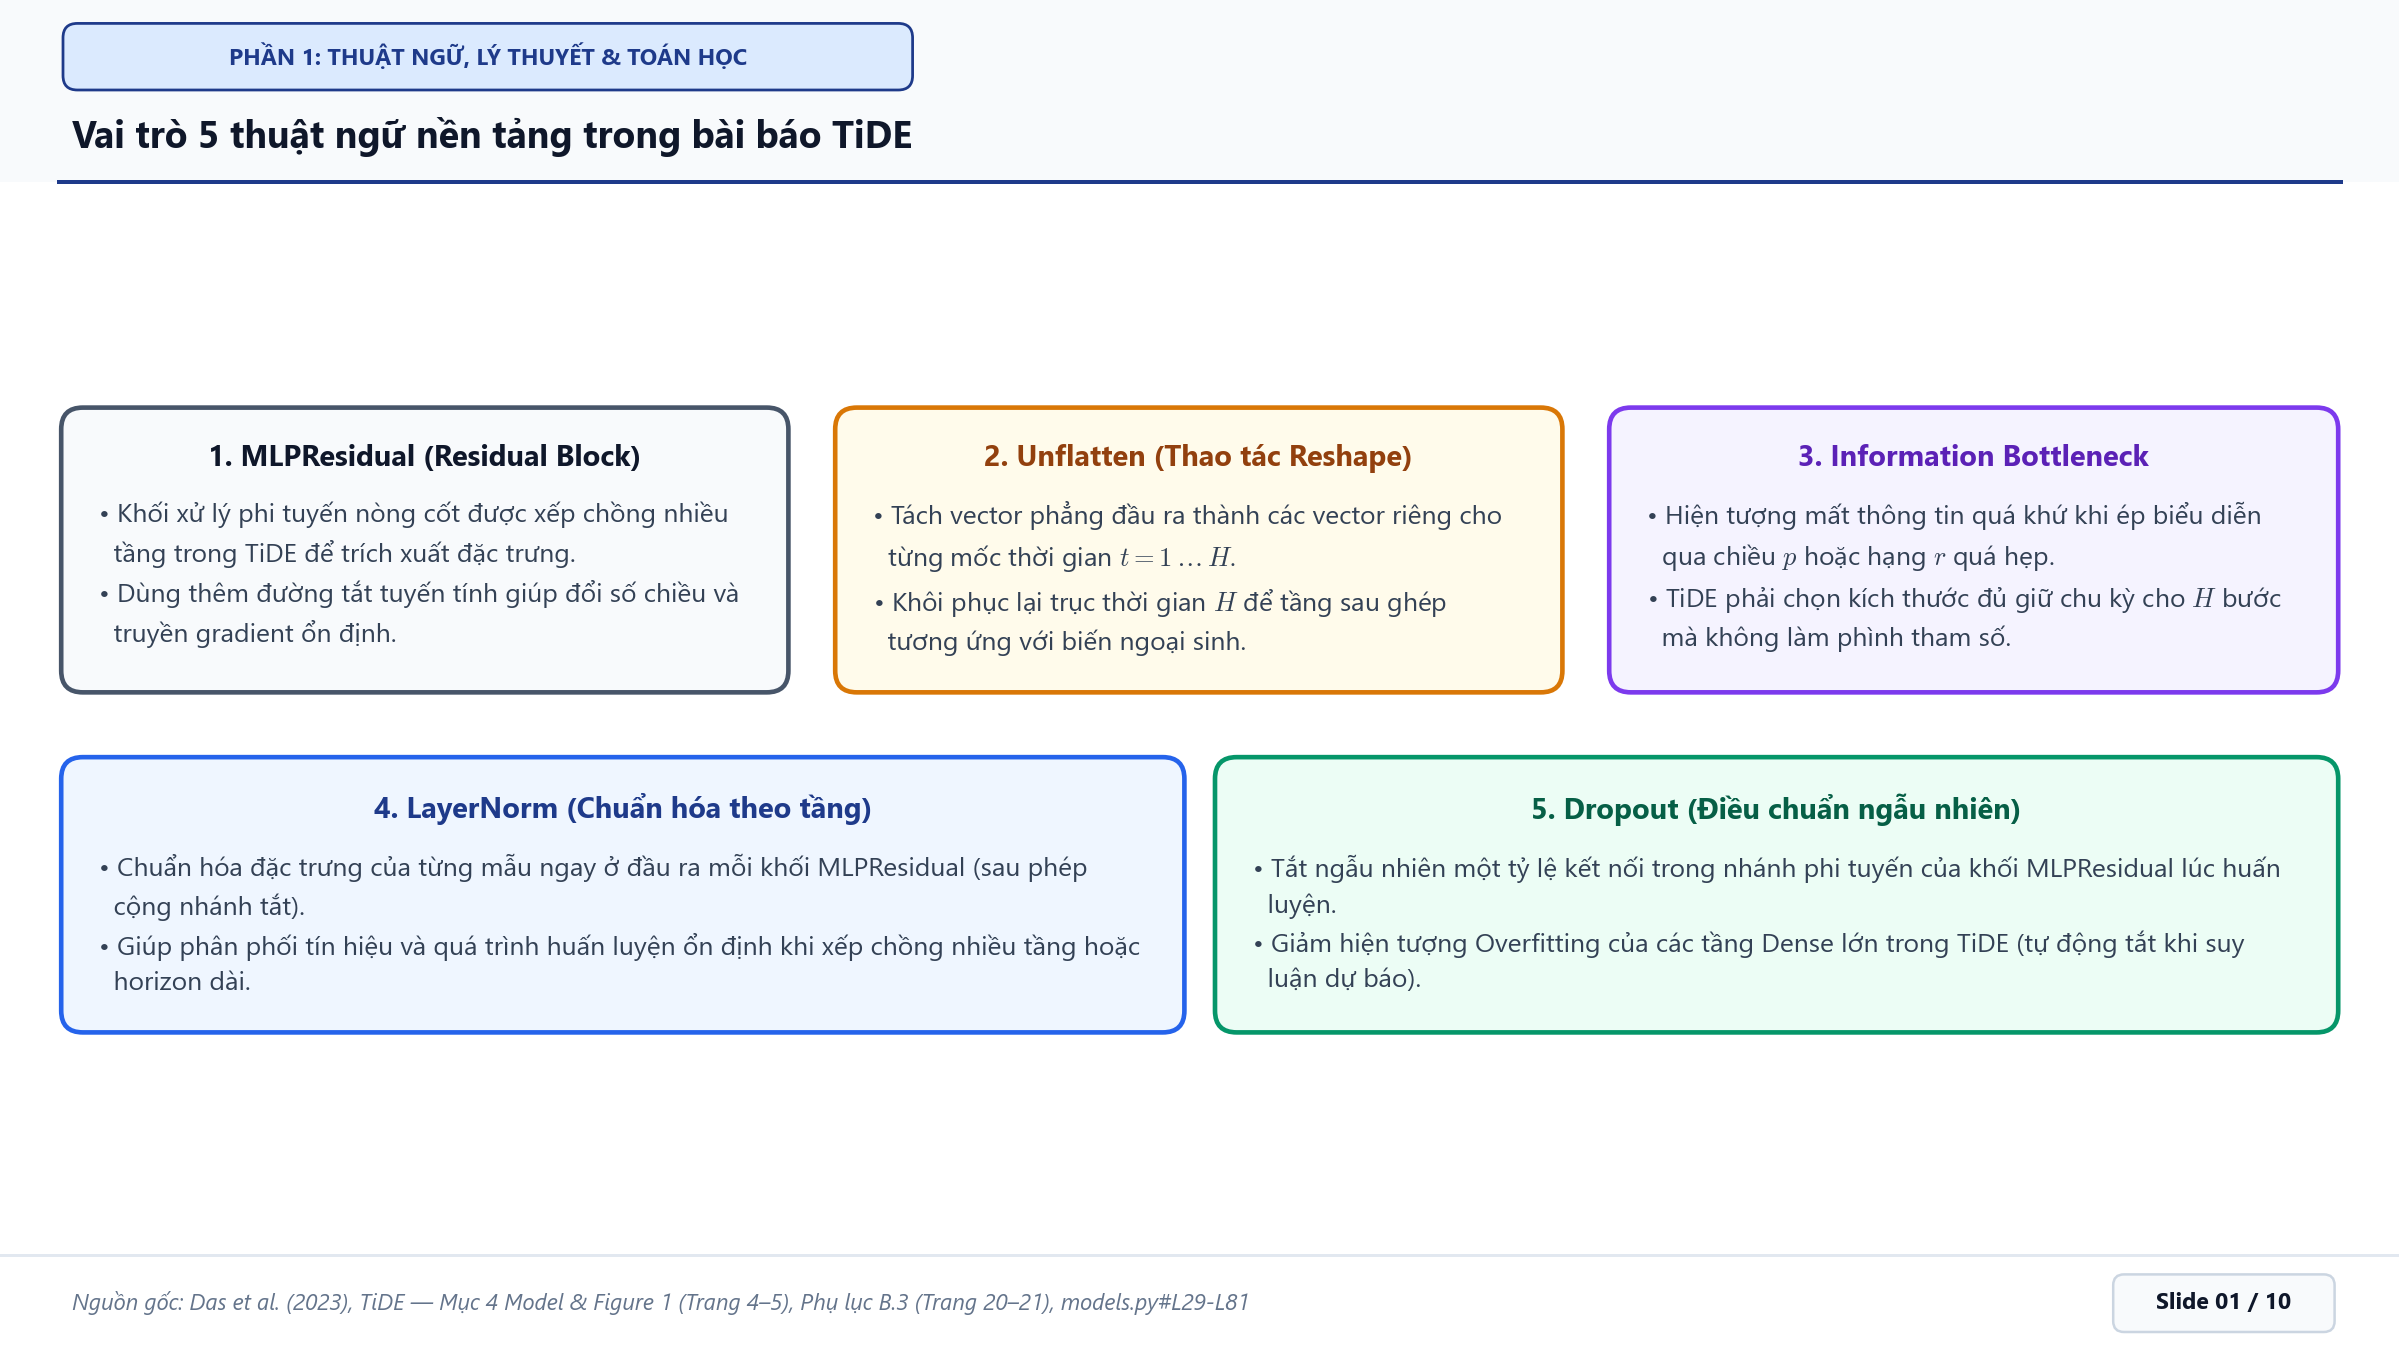 PHẦN 1: THUẬT NGỮ, LÝ THUYẾT & TOÁN HỌC
Vai trò 5 thuật ngữ nền tảng trong bài báo TiDE
1. MLPResidual (Residual Block)
• Khối xử lý phi tuyến nòng cốt được xếp chồng nhiều
tầng trong TiDE để trích xuất đặc trưng.
• Dùng thêm đường tắt tuyến tính giúp đổi số chiều và
truyền gradient ổn định.
2. Unflatten (Thao tác Reshape)
• Tách vector phẳng đầu ra thành các vector riêng cho
từng mốc thời gian t = 1 … H.
• Khôi phục lại trục thời gian H để tầng sau ghép
tương ứng với biến ngoại sinh.
3. Information Bottleneck
• Hiện tượng mất thông tin quá khứ khi ép biểu diễn
qua chiều p hoặc hạng r quá hẹp.
• TiDE phải chọn kích thước đủ giữ chu kỳ cho H bước
mà không làm phình tham số.
4. LayerNorm (Chuẩn hóa theo tầng)
• Chuẩn hóa đặc trưng của từng mẫu ngay ở đầu ra mỗi khối MLPResidual (sau phép
cộng nhánh tắt).
• Giúp phân phối tín hiệu và quá trình huấn luyện ổn định khi xếp chồng nhiều tầng hoặc
horizon dài.
5. Dropout (Điều chuẩn ngẫu nhiên)
• Tắt ngẫu nhiên một tỷ lệ kết nối trong nhánh phi tuyến của khối MLPResidual lúc huấn
luyện.
• Giảm hiện tượng Overfitting của các tầng Dense lớn trong TiDE (tự động tắt khi suy
luận dự báo).
Nguồn gốc: Das et al. (2023), TiDE — Mục 4 Model & Figure 1 (Trang 4–5), Phụ lục B.3 (Trang 20–21), models.py#L29-L81
Slide 01 / 10